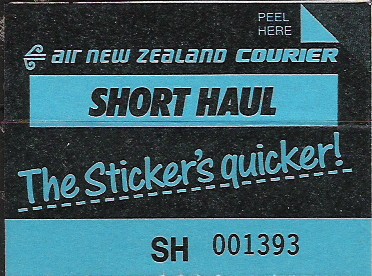 PEEL
HERE
air new zealand COURIER
SHORT HAUL
The Sticker's quicker!
SH 001393